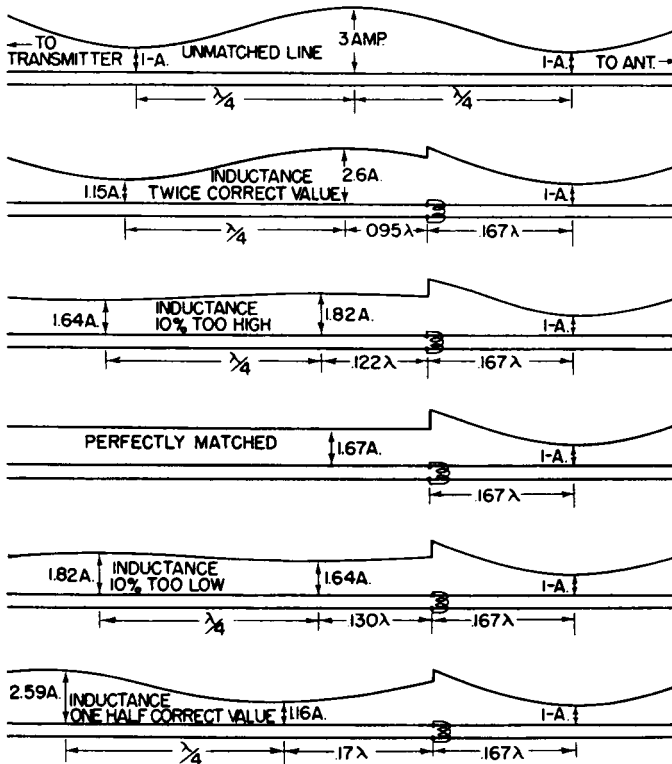 TO
TRANSMITTER
1-A.
UNMATCHED LINE
3 AMP.
1-A.
TO ANT.
λ/4
λ/4
1.15A.
INDUCTANCE
TWICE CORRECT VALUE
2.6A.
1-A.
λ/4
.095λ
.167λ
1.64A.
INDUCTANCE
10% TOO HIGH
1.82A.
1-A.
λ/4
.122λ
.167λ
PERFECTLY MATCHED
1.67A.
1-A.
.167λ
1.82A.
INDUCTANCE
10% TOO LOW
1.64A.
1-A.
λ/4
.130λ
.167λ
2.59A.
INDUCTANCE
ONE HALF CORRECT VALUE
1.16A.
1-A.
λ/4
.17λ
.167λ